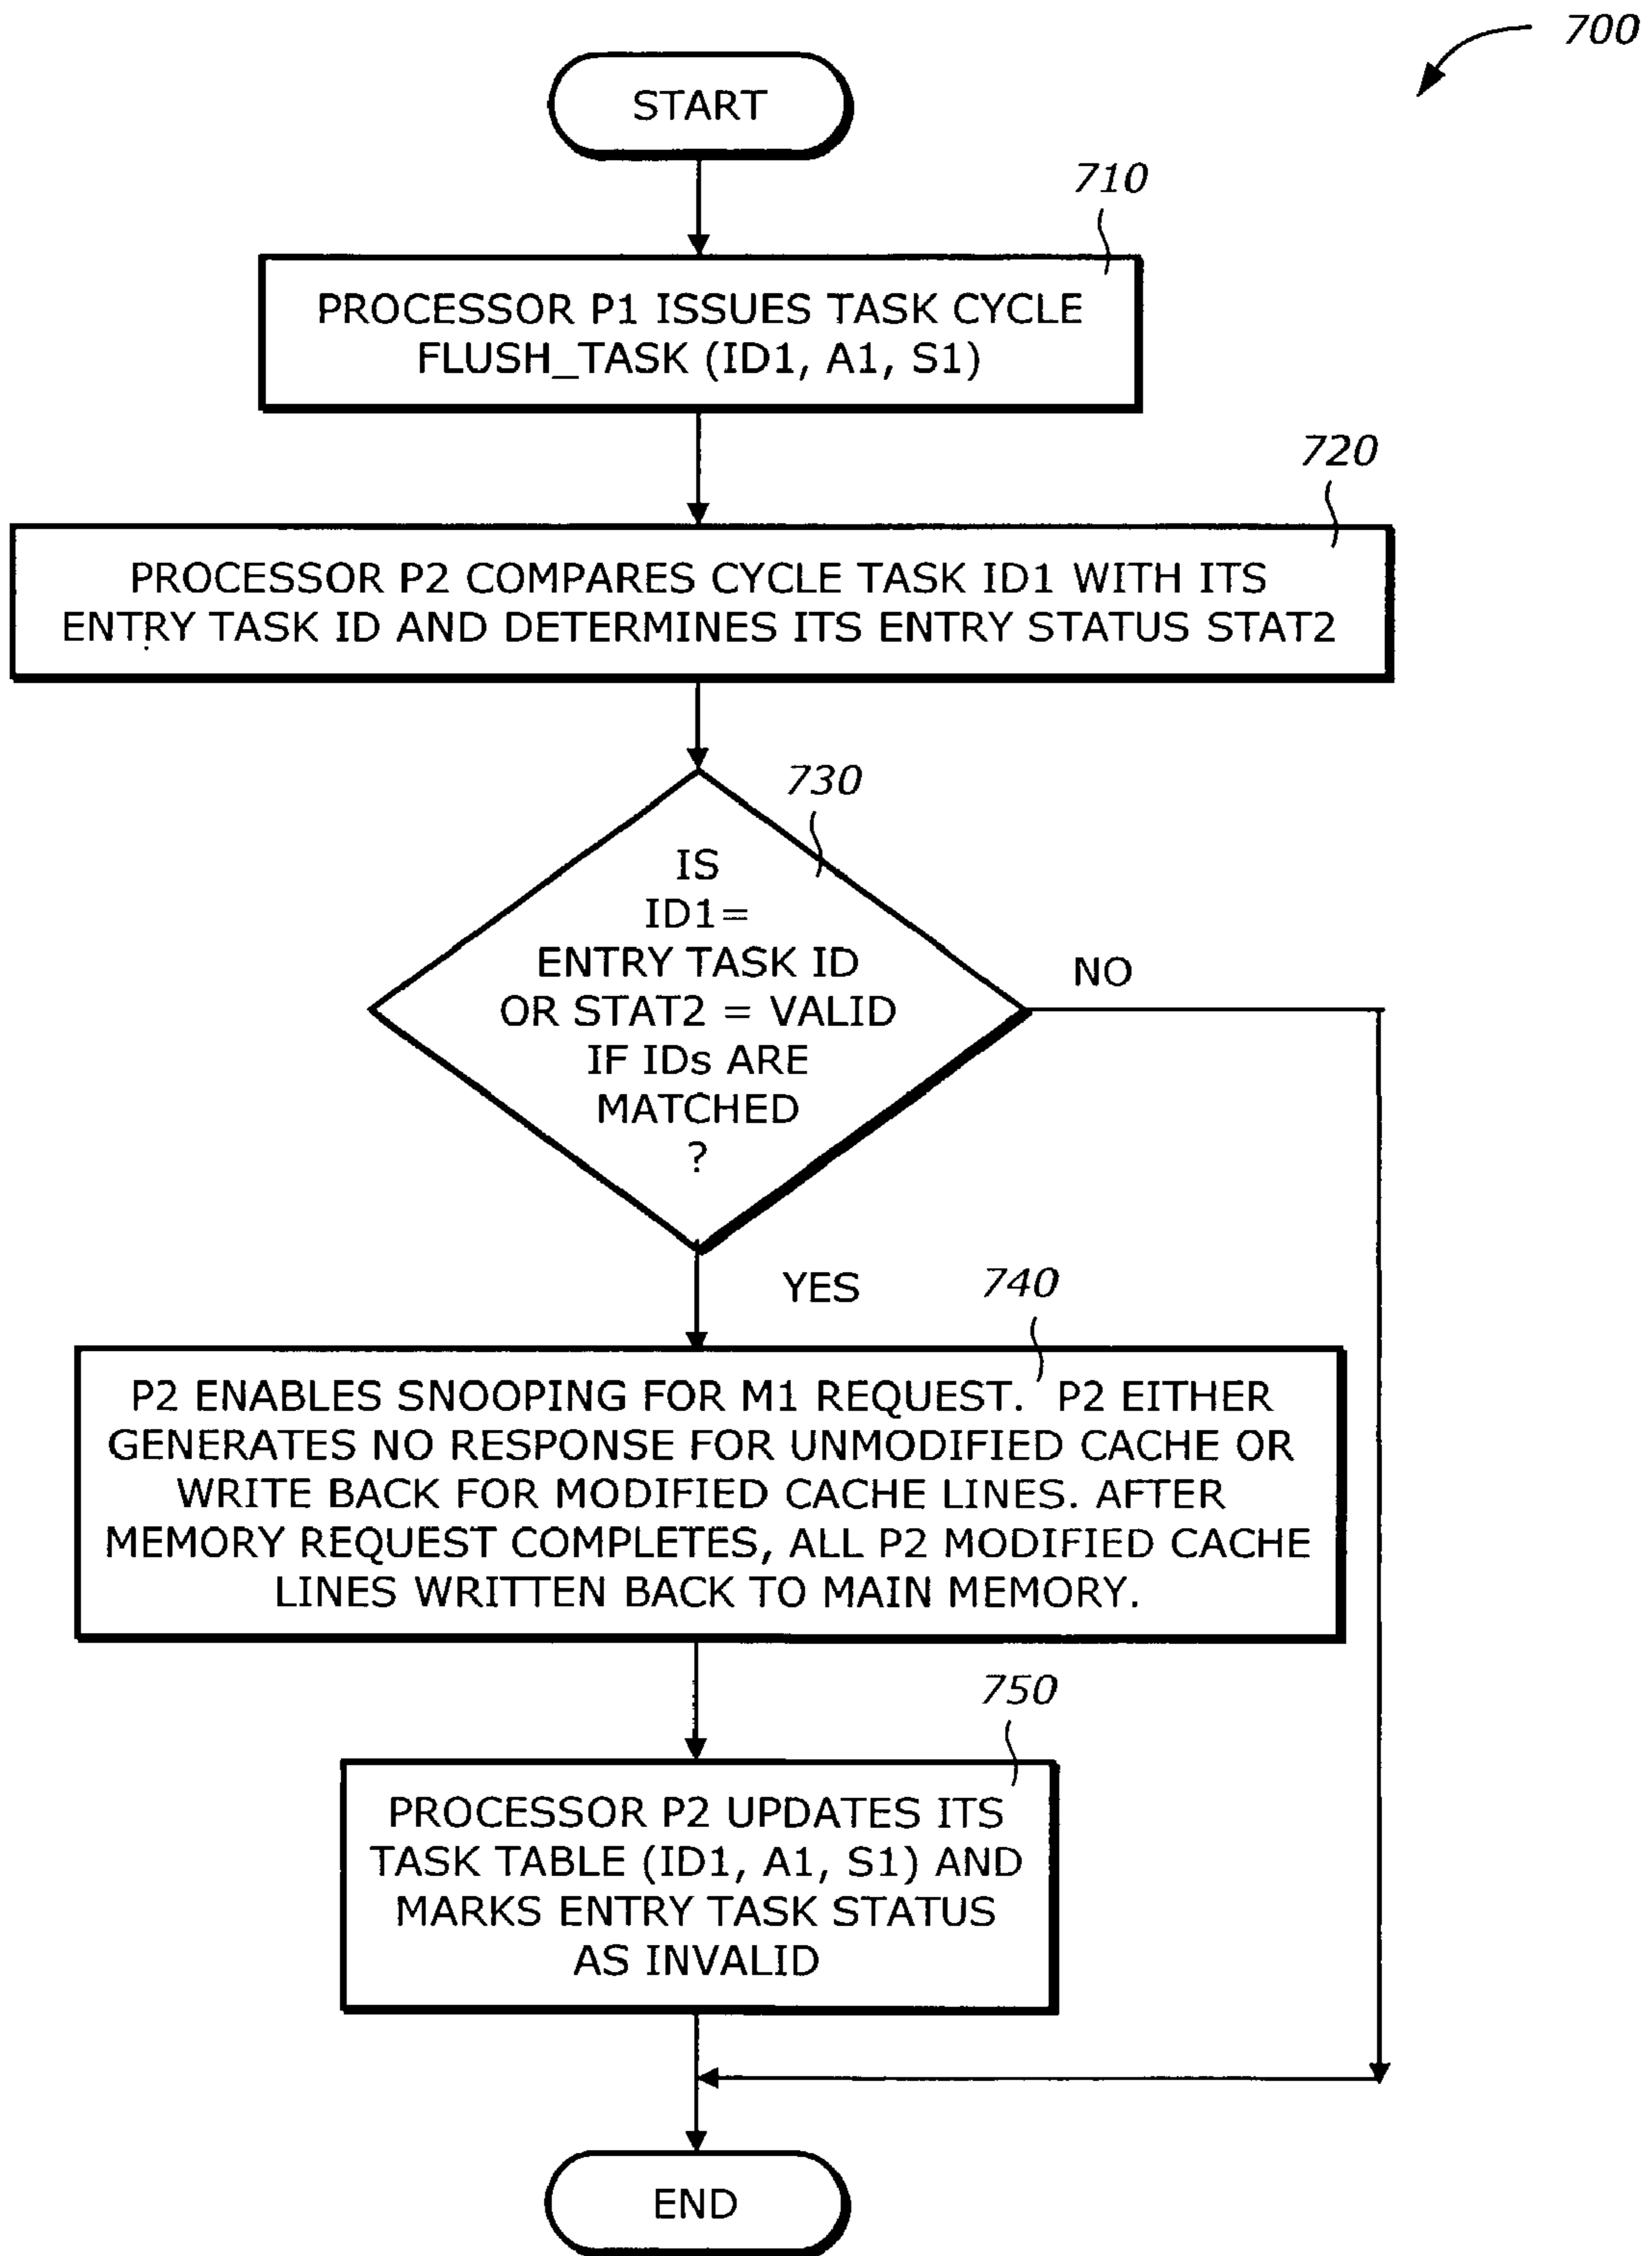 700
START
710
PROCESSOR P1 ISSUES TASK CYCLE
FLUSH_TASK (ID1, A1, S1)
720
PROCESSOR P2 COMPARES CYCLE TASK ID1 WITH ITS
ENTRY TASK ID AND DETERMINES ITS ENTRY STATUS STAT2
730
IS
ID1=
ENTRY TASK ID
OR STAT2 = VALID
IF IDs ARE
MATCHED
?
NO
YES
740
P2 ENABLES SNOOPING FOR M1 REQUEST. P2 EITHER
GENERATES NO RESPONSE FOR UNMODIFIED CACHE OR
WRITE BACK FOR MODIFIED CACHE LINES. AFTER
MEMORY REQUEST COMPLETES, ALL P2 MODIFIED CACHE
LINES WRITTEN BACK TO MAIN MEMORY.
750
PROCESSOR P2 UPDATES ITS
TASK TABLE (ID1, A1, S1) AND
MARKS ENTRY TASK STATUS
AS INVALID
END